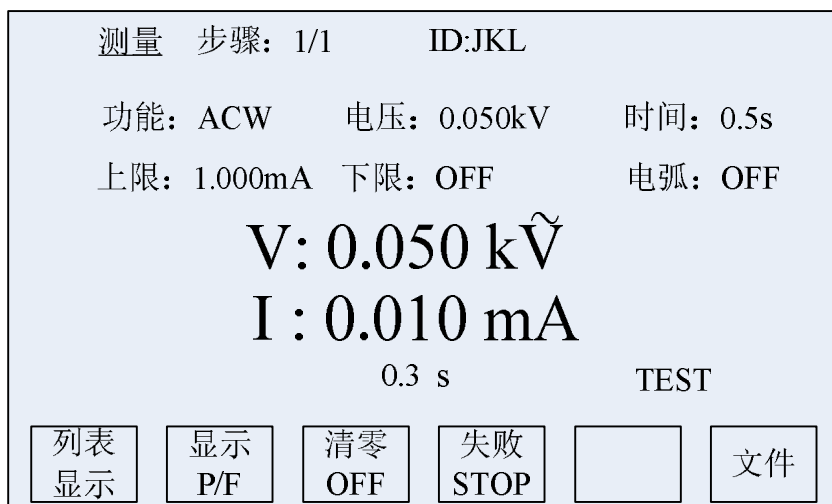 测量 步骤：1/1 ID:JKL
功能：ACW 电压：0.050kV 时间：0.5s
上限：1.000mA 下限：OFF 电弧：OFF
V: 0.050 kṼ
I : 0.010 mA
0.3 s TEST
列表 显示 清零 失败
显示 P/F OFF STOP 文件